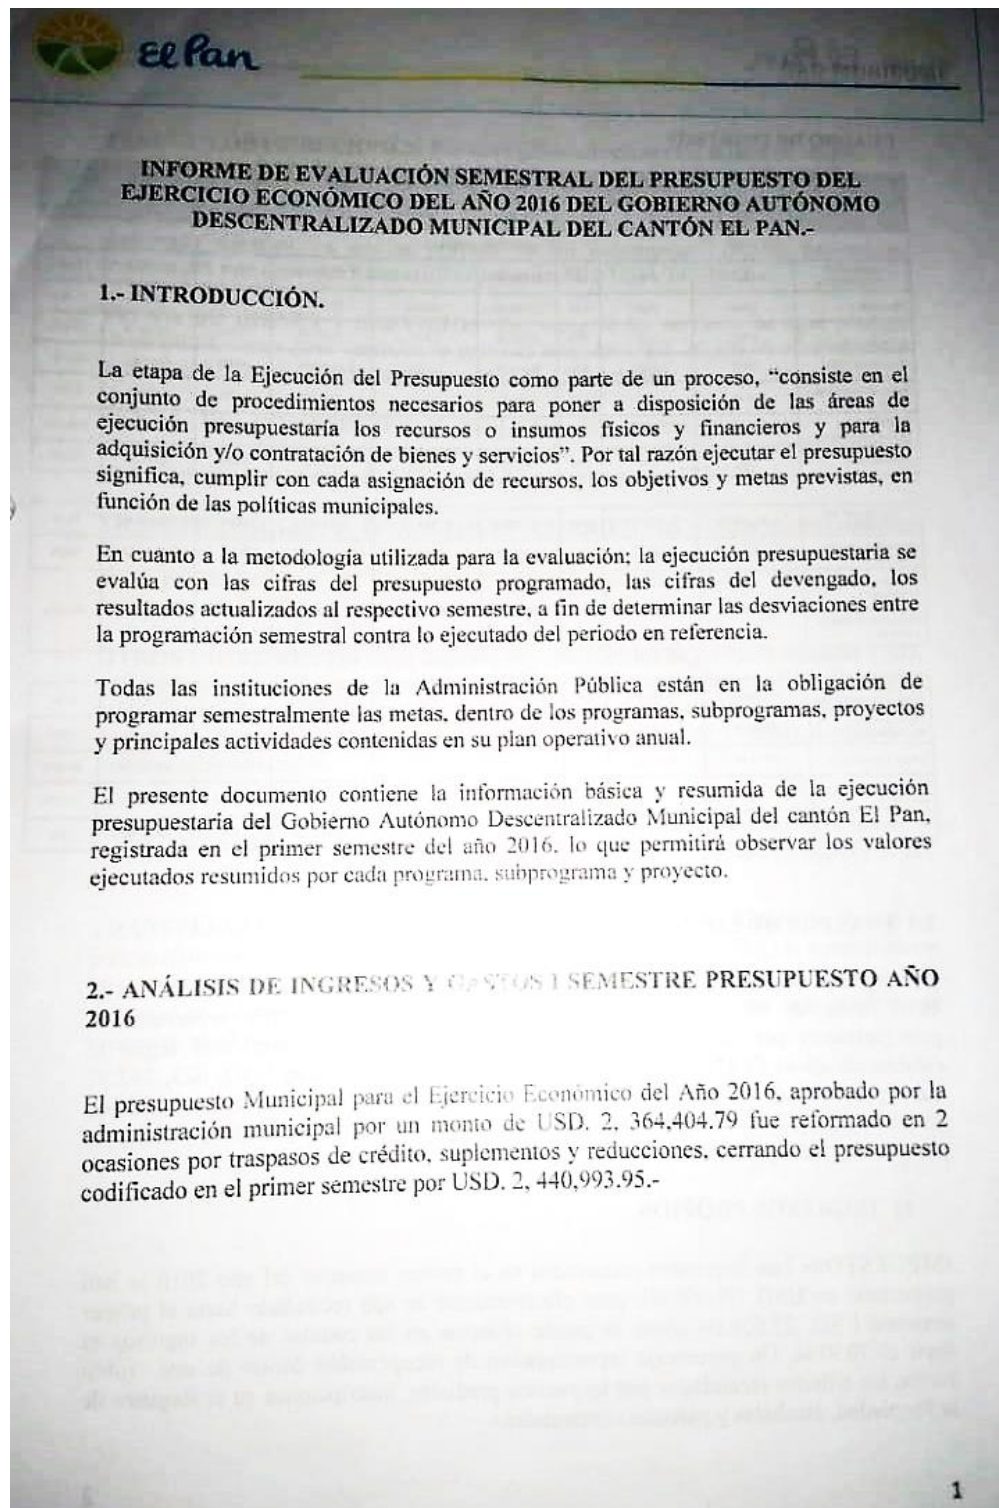 El Pan
INFORME DE EVALUACIÓN SEMESTRAL DEL PRESUPUESTO DEL
EJERCICIO ECONÓMICO DEL AÑO 2016 DEL GOBIERNO AUTÓNOMO
DESCENTRALIZADO MUNICIPAL DEL CANTÓN EL PAN.-
1.- INTRODUCCIÓN.
La etapa de la Ejecución del Presupuesto como parte de un proceso, “consiste en el
conjunto de procedimientos necesarios para poner a disposición de las áreas de
ejecución presupuestaría los recursos o insumos físicos y financieros y para la
adquisición y/o contratación de bienes y servicios”. Por tal razón ejecutar el presupuesto
significa, cumplir con cada asignación de recursos, los objetivos y metas previstas, en
función de las políticas municipales.
En cuanto a la metodología utilizada para la evaluación; la ejecución presupuestaria se
evalúa con las cifras del presupuesto programado, las cifras del devengado, los
resultados actualizados al respectivo semestre, a fin de determinar las desviaciones entre
la programación semestral contra lo ejecutado del periodo en referencia.
Todas las instituciones de la Administración Pública están en la obligación de
programar semestralmente las metas, dentro de los programas, subprogramas, proyectos
y principales actividades contenidas en su plan operativo anual.
El presente documento contiene la información básica y resumida de la ejecución
presupuestaría del Gobierno Autónomo Descentralizado Municipal del cantón El Pan,
registrada en el primer semestre del año 2016, lo que permitirá observar los valores
ejecutados resumidos por cada programa, subprograma y proyecto.
2.- ANÁLISIS DE INGRESOS Y GASTOS I SEMESTRE PRESUPUESTO AÑO
2016
El presupuesto Municipal para el Ejercicio Económico del Año 2016, aprobado por la
administración municipal por un monto de USD. 2, 364,404.79 fue reformado en 2
ocasiones por traspasos de crédito, suplementos y reducciones, cerrando el presupuesto
codificado en el primer semestre por USD. 2, 440,993.95.-
1